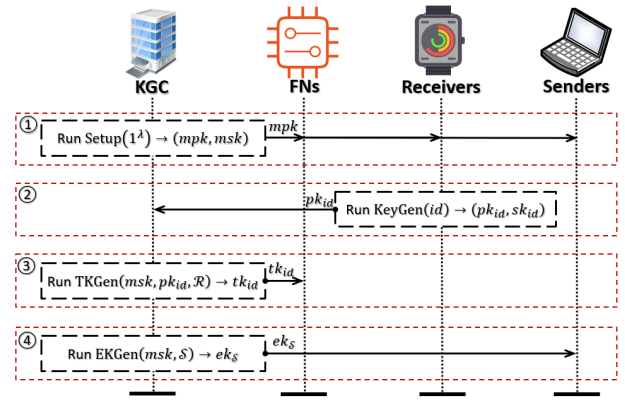 KGC FNs Receivers Senders
① Run Setup(1^λ) → (mpk, msk) mpk
② pk_id Run KeyGen(id) → (pk_id, sk_id)
③ Run TKGen(msk, pk_id, ℛ) → tk_id tk_id
④ Run EKGen(msk, 𝒮) → ek_𝒮 ek_𝒮